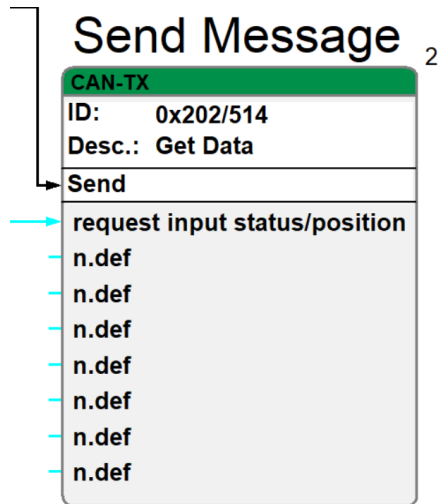 Send Message
2
CAN-TX
ID: 0x202/514
Desc.: Get Data
Send
request input status/position
n.def
n.def
n.def
n.def
n.def
n.def
n.def